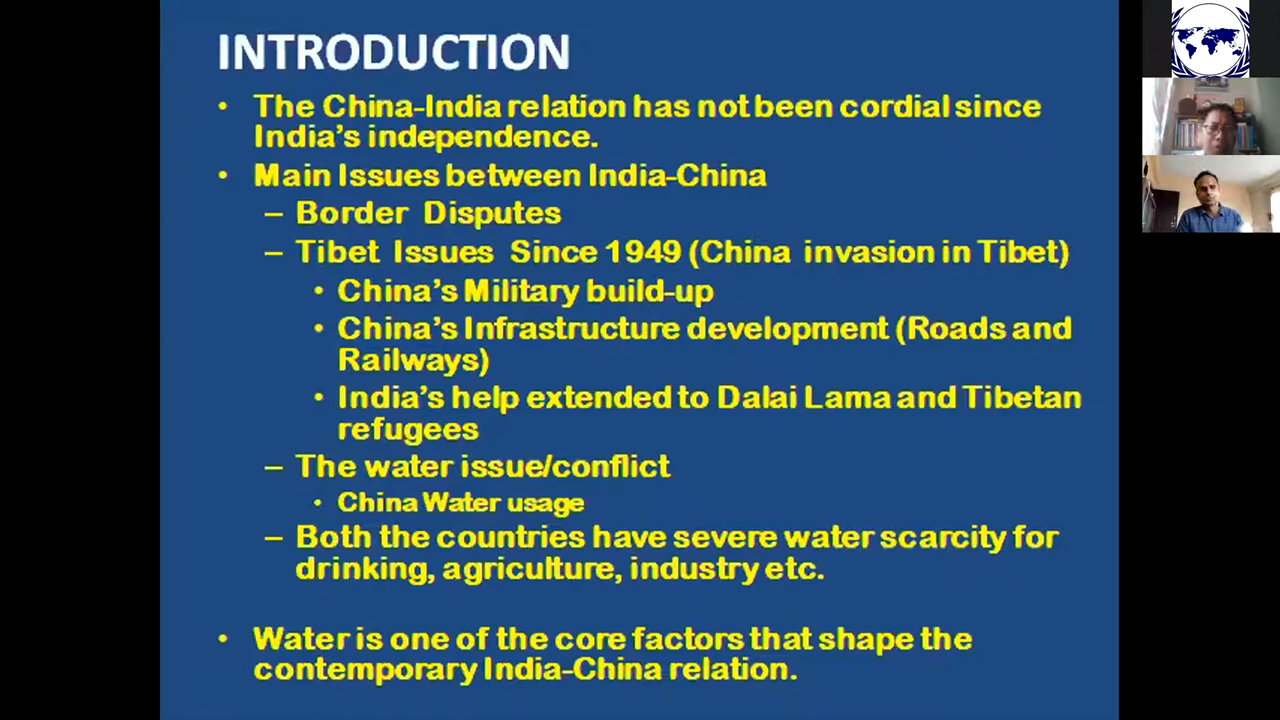 INTRODUCTION
• The China-India relation has not been cordial since
India's independence.
• Main Issues between India-China
– Border Disputes
– Tibet Issues Since 1949 (China invasion in Tibet)
• China's Military build-up
• China's Infrastructure development (Roads and
Railways)
• India's help extended to Dalai Lama and Tibetan
refugees
– The water issue/conflict
• China Water usage
– Both the countries have severe water scarcity for
drinking, agriculture, industry etc.
• Water is one of the core factors that shape the
contemporary India-China relation.